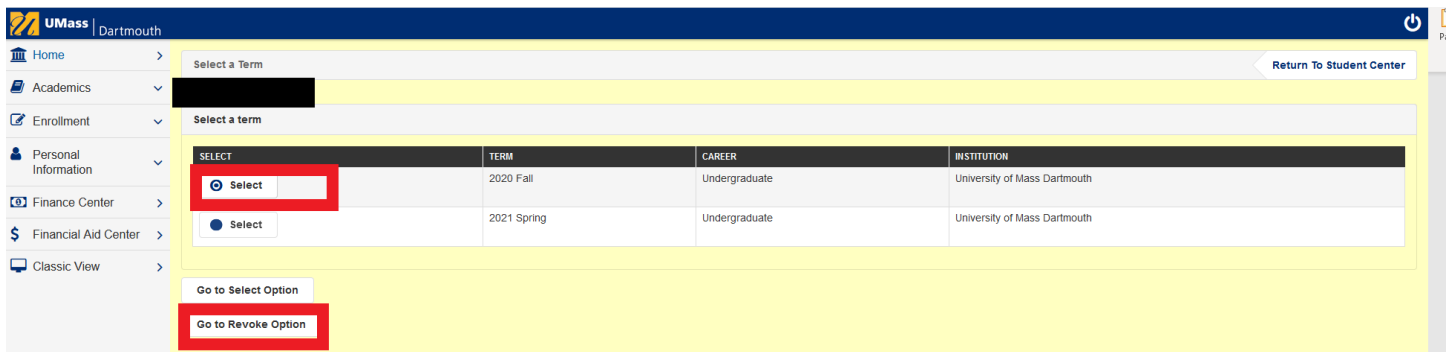 UMass | Dartmouth
Home
Academics
Enrollment
Personal
Information
Finance Center
Financial Aid Center
Classic View
Select a Term
Return To Student Center
Select a term
SELECT TERM CAREER INSTITUTION
Select 2020 Fall Undergraduate University of Mass Dartmouth
Select 2021 Spring Undergraduate University of Mass Dartmouth
Go to Select Option
Go to Revoke Option